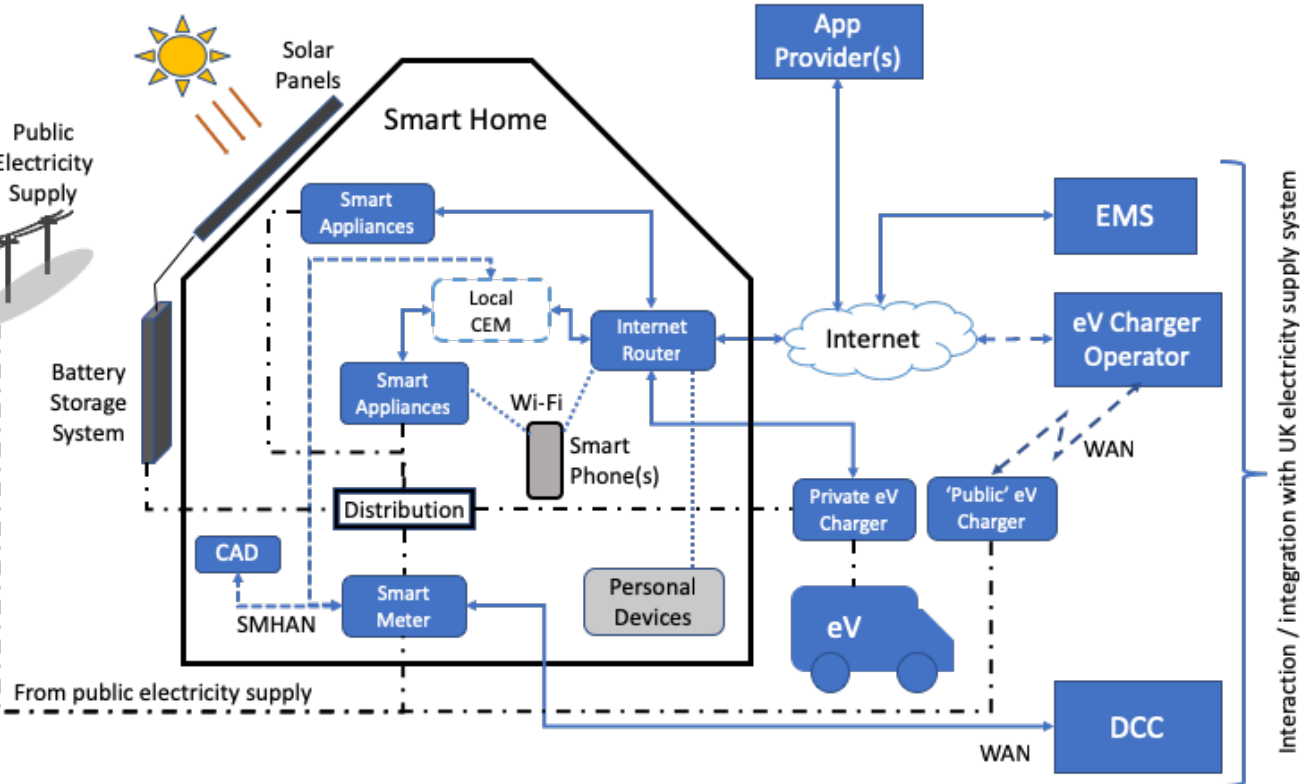 App
Provider(s)
Solar
Panels
Smart Home
Public
Electricity
Supply
Smart
Appliances
EMS
Local
CEM
Internet
Router
Internet
eV Charger
Operator
Battery
Storage
System
Smart
Appliances
Wi-Fi
Smart
Phone(s)
WAN
Distribution
Private eV
Charger
‘Public’ eV
Charger
CAD
Smart
Meter
SMHAN
Personal
Devices
eV
From public electricity supply
DCC
WAN
Interaction / integration with UK electricity supply system